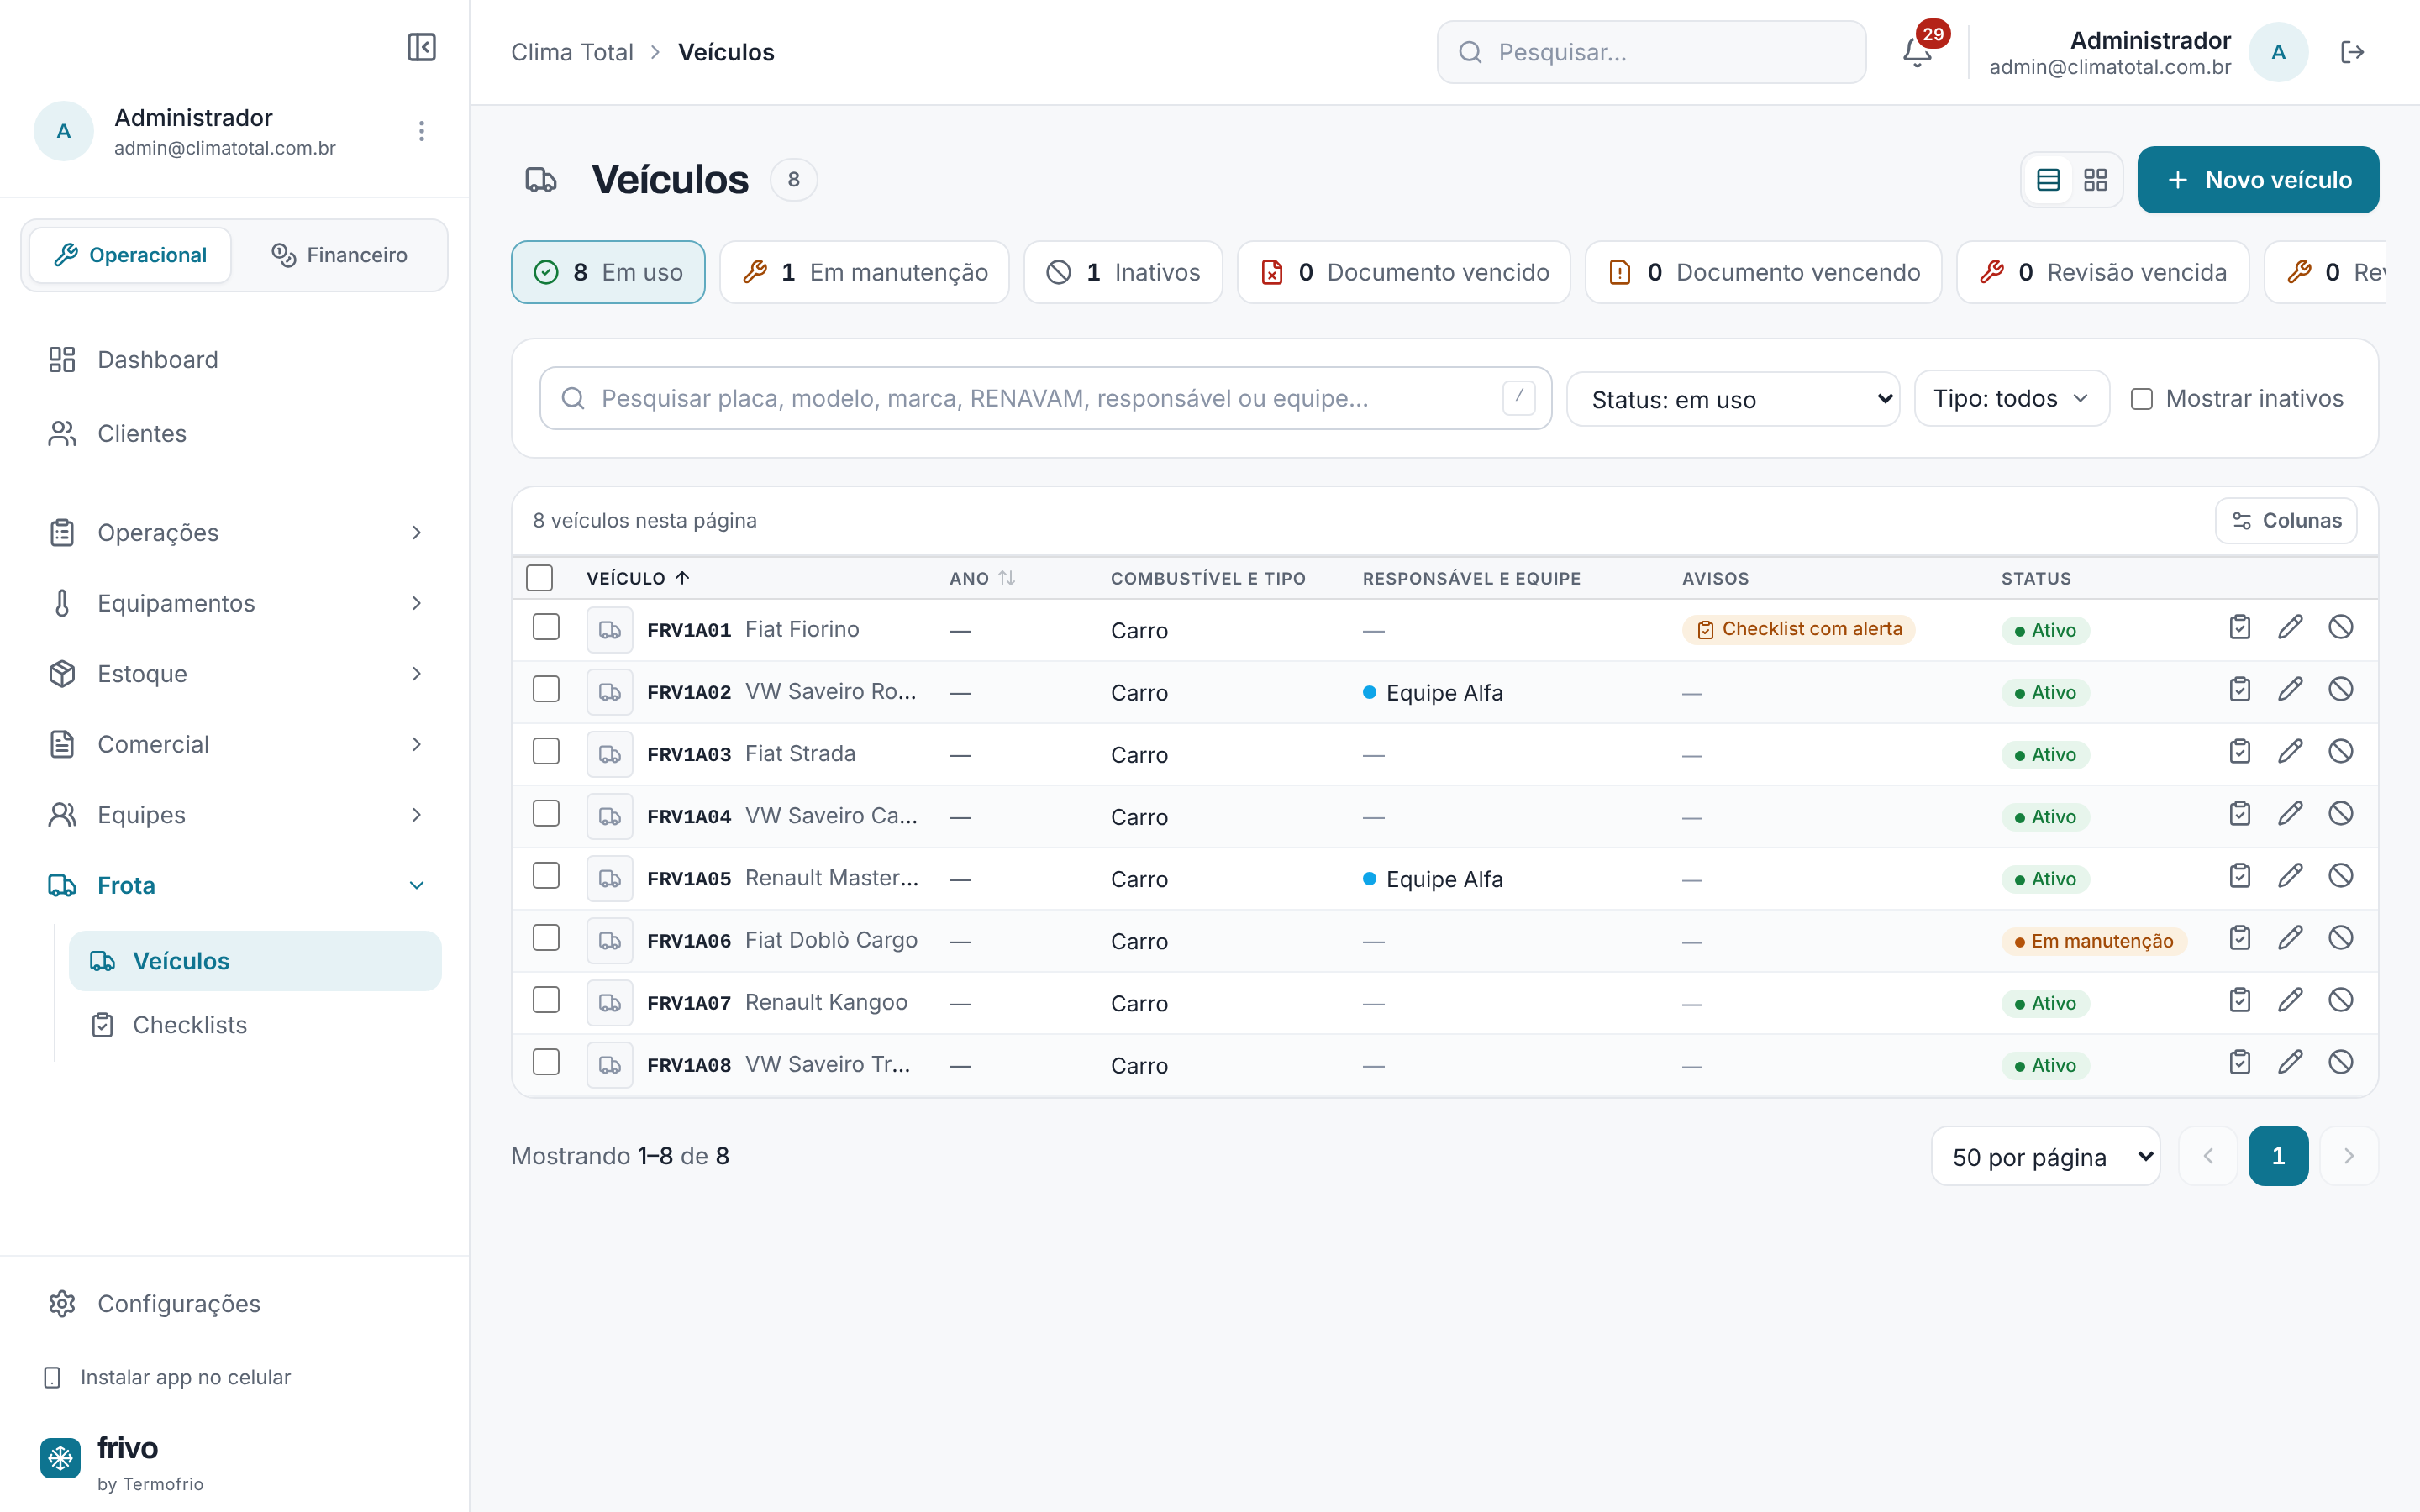 Clima Total > Veículos
Pesquisar...
29
Administrador
admin@climatotal.com.br
A
A
Administrador
admin@climatotal.com.br
Operacional
Financeiro
Dashboard
Clientes
Operações
Equipamentos
Estoque
Comercial
Equipes
Frota
Veículos
Checklists
Configurações
Instalar app no celular
frivo
by Termofrio
Veículos 8
+ Novo veículo
8 Em uso
1 Em manutenção
1 Inativos
0 Documento vencido
0 Documento vencendo
0 Revisão vencida
0 Rev
Pesquisar placa, modelo, marca, RENAVAM, responsável ou equipe... /
Status: em uso
Tipo: todos
Mostrar inativos
8 veículos nesta página
Colunas
VEÍCULO ANO COMBUSTÍVEL E TIPO RESPONSÁVEL E EQUIPE AVISOS STATUS
FRV1A01 Fiat Fiorino — Carro — Checklist com alerta Ativo
FRV1A02 VW Saveiro Ro... — Carro Equipe Alfa — Ativo
FRV1A03 Fiat Strada — Carro — — Ativo
FRV1A04 VW Saveiro Ca... — Carro — — Ativo
FRV1A05 Renault Master... — Carro Equipe Alfa — Ativo
FRV1A06 Fiat Doblò Cargo — Carro — — Em manutenção
FRV1A07 Renault Kangoo — Carro — — Ativo
FRV1A08 VW Saveiro Tr... — Carro — — Ativo
Mostrando 1–8 de 8
50 por página
1